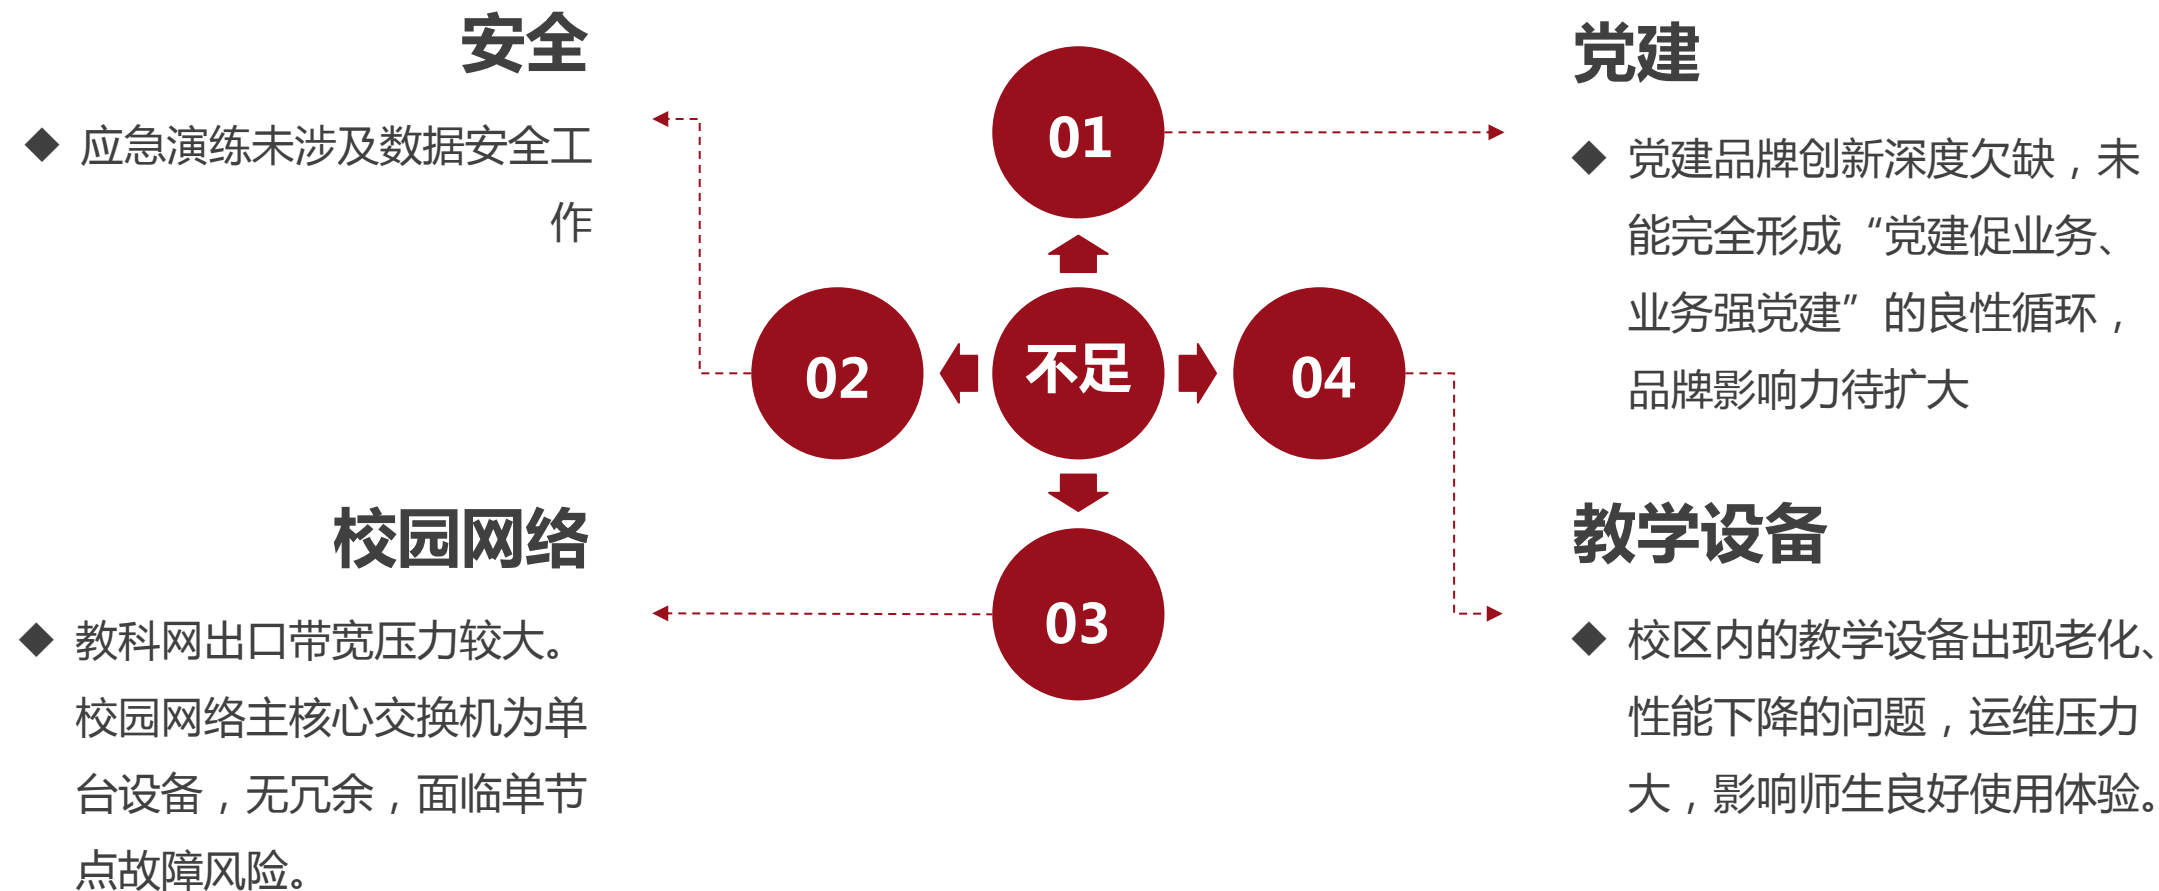 安全
应急演练未涉及数据安全工
作
01
党建
党建品牌创新深度欠缺，未
能完全形成“党建促业务、
业务强党建”的良性循环，
品牌影响力待扩大
02
不足
04
校园网络
教科网出口带宽压力较大。
校园网络主核心交换机为单
台设备，无冗余，面临单节
点故障风险。
03
教学设备
校区内的教学设备出现老化、
性能下降的问题，运维压力
大，影响师生良好使用体验。